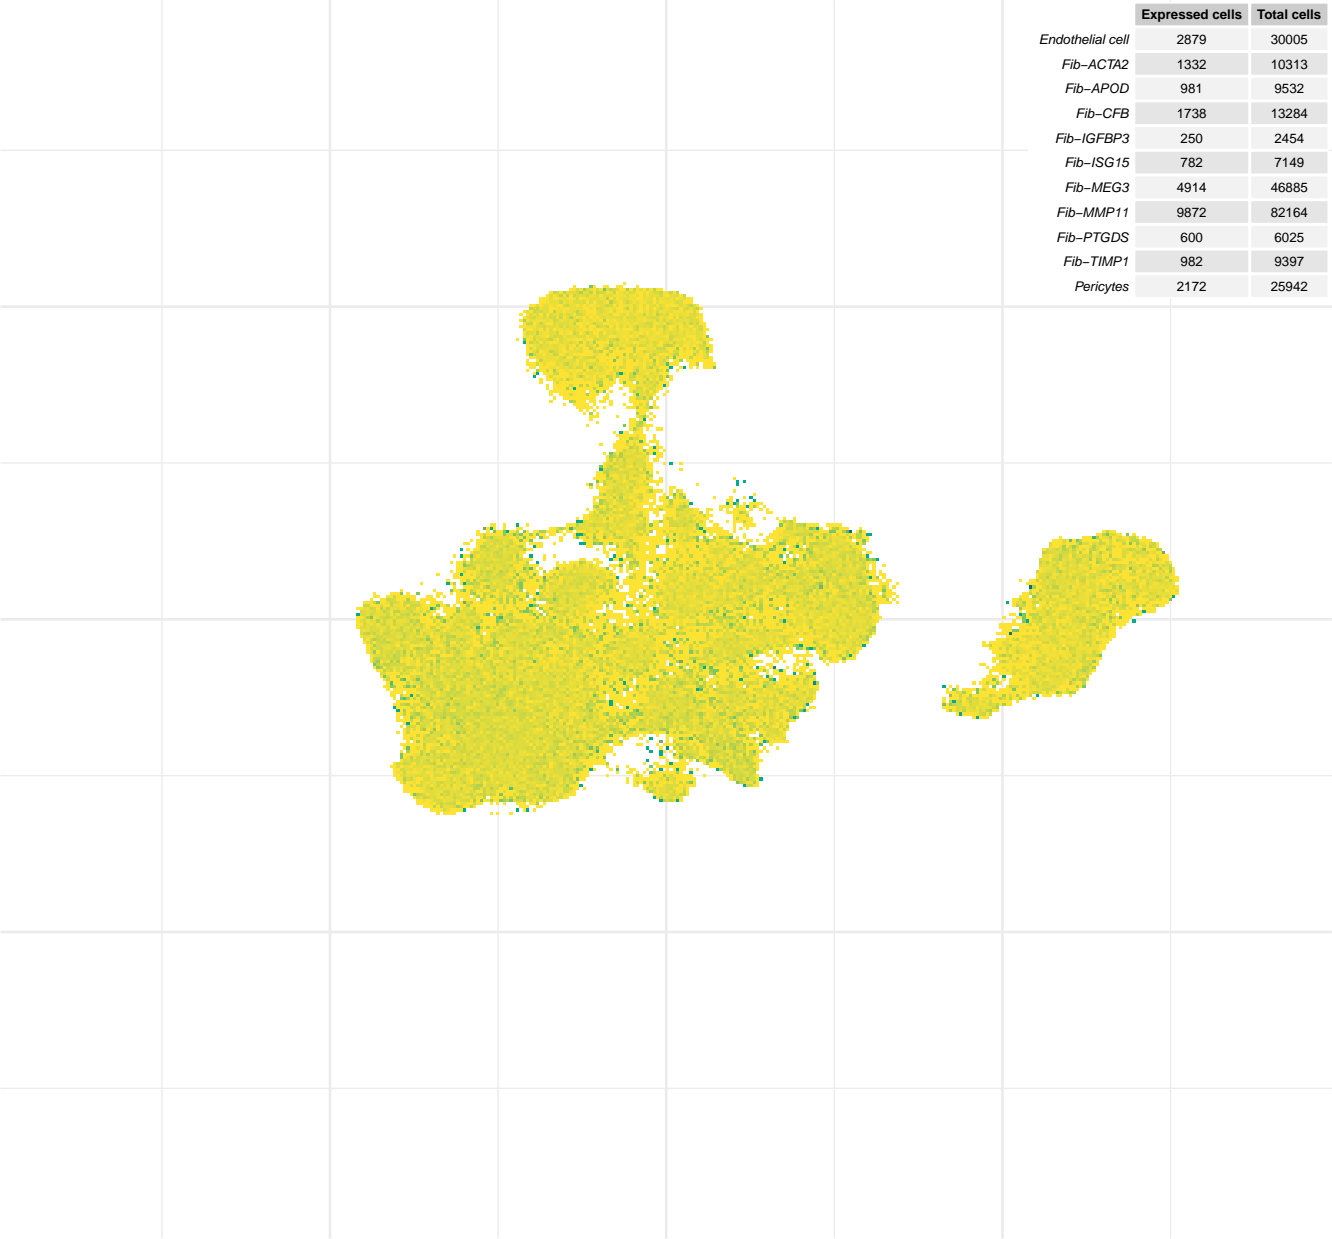 Expressed cells Total cells
Endothelial cell 2879 30005
Fib−ACTA2 1332 10313
Fib−APOD 981 9532
Fib−CFB 1738 13284
Fib−IGFBP3 250 2454
Fib−ISG15 782 7149
Fib−MEG3 4914 46885
Fib−MMP11 9872 82164
Fib−PTGDS 600 6025
Fib−TIMP1 982 9397
Pericytes 2172 25942